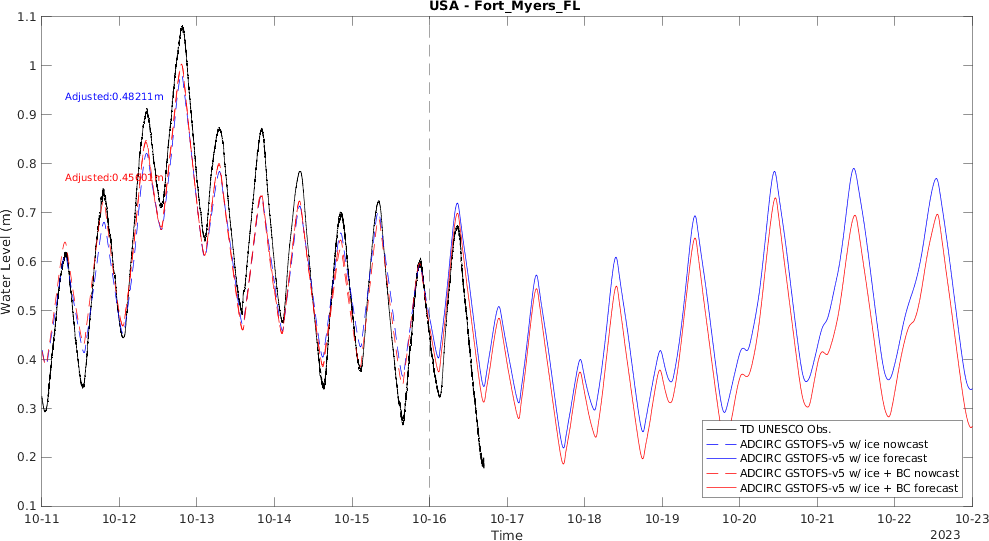 USA - Fort_Myers_FL
Water Level (m)
1.1
1
0.9
0.8
0.7
0.6
0.5
0.4
0.3
0.2
0.1
Adjusted:0.48211m
TD UNESCO Obs.
ADCIRC GSTOFS-v5 w/ ice nowcast
ADCIRC GSTOFS-v5 w/ ice forecast
ADCIRC GSTOFS-v5 w/ ice + BC nowcast
ADCIRC GSTOFS-v5 w/ ice + BC forecast
10-11 10-12 10-13 10-14 10-15 10-16 10-17 10-18 10-19 10-20 10-21 10-22 10-23
Time
2023